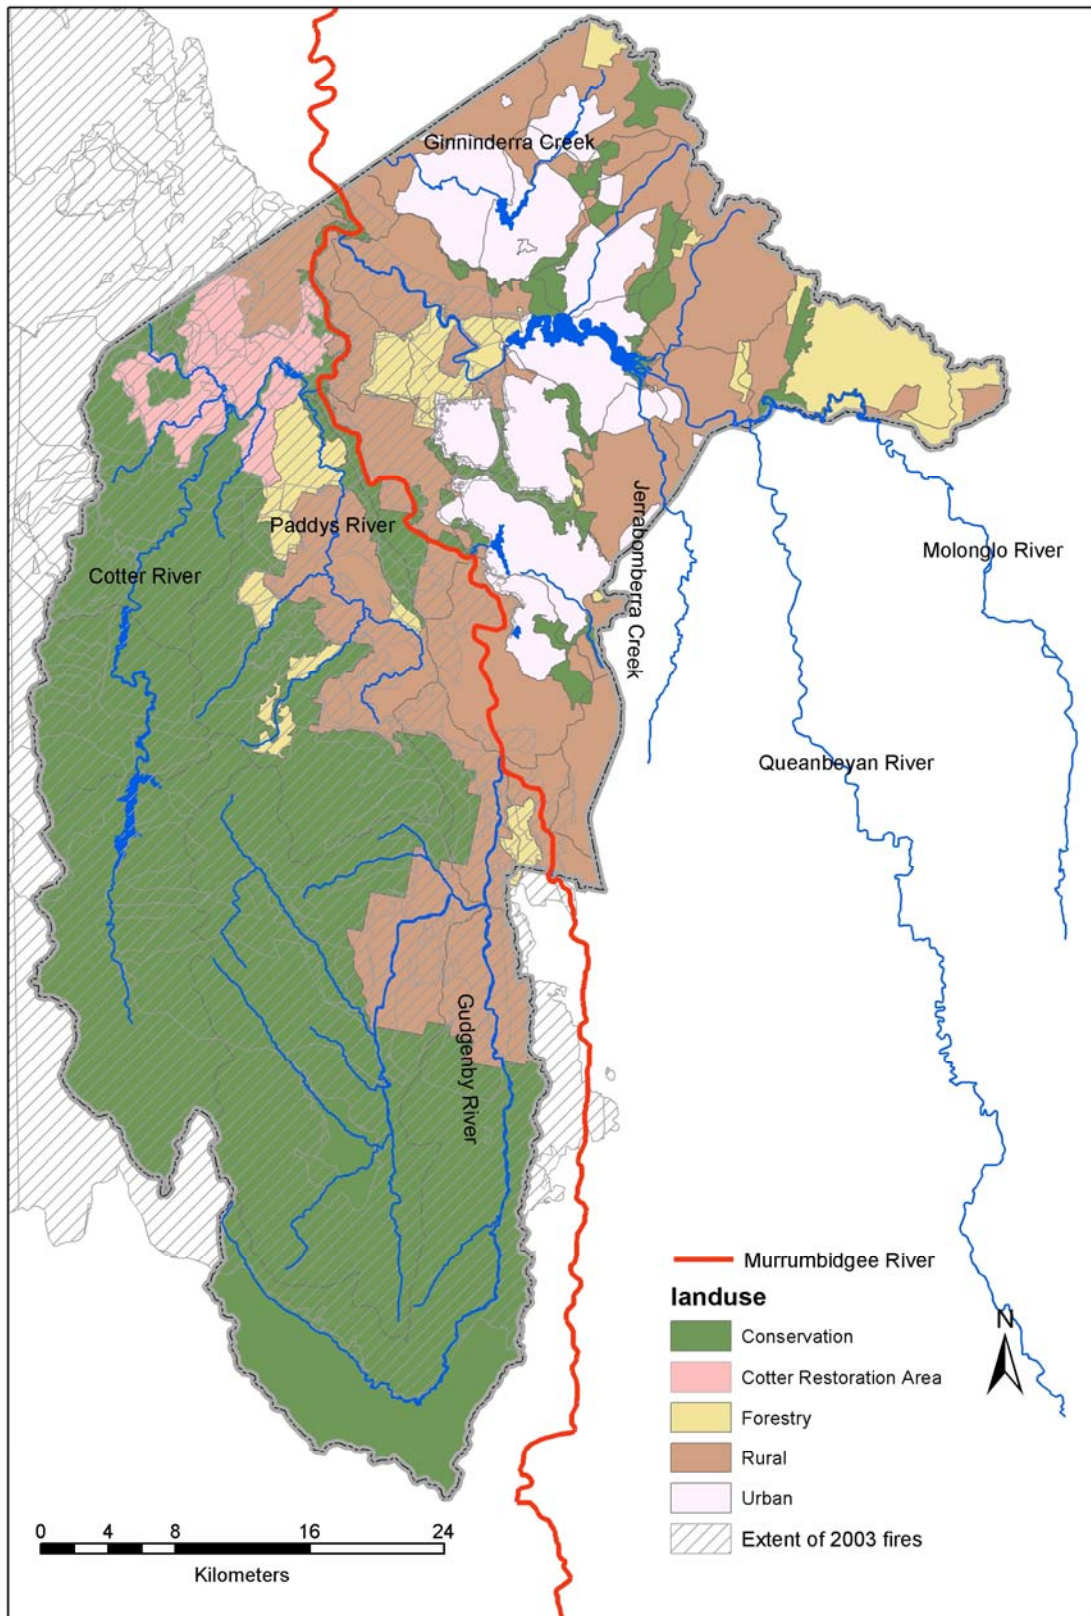 Ginninderra Creek
Paddys River
Cotter River
Jerrabomberra Creek
Molonglo River
Queanbeyan River
Gudgenby River
Murrumbidgee River
landuse
N
Conservation
Cotter Restoration Area
Forestry
Rural
Urban
Extent of 2003 fires
0 4 8 16 24
Kilometers